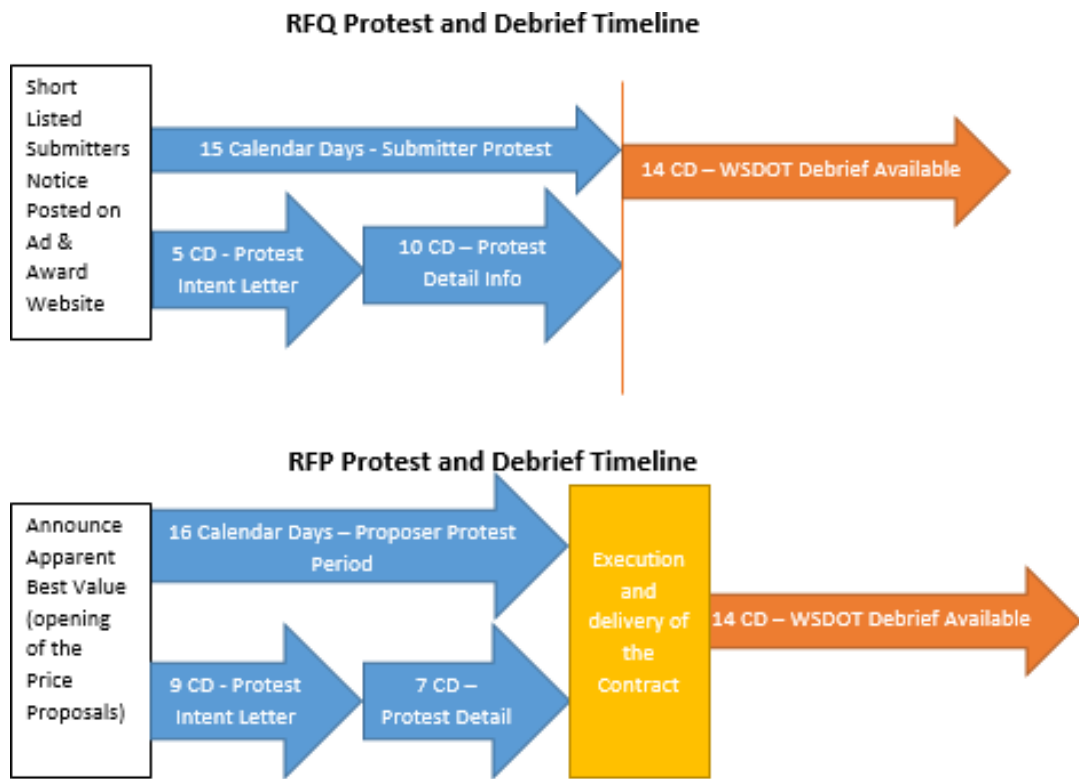 RFQ Protest and Debrief Timeline
Short
Listed
Submitters
Notice
Posted on
Ad &
Award
Website
15 Calendar Days - Submitter Protest
5 CD - Protest
Intent Letter
10 CD – Protest
Detail Info
14 CD – WSDOT Debrief Available
RFP Protest and Debrief Timeline
Announce
Apparent
Best Value
(opening
of the
Price
Proposals)
16 Calendar Days – Proposer Protest
Period
9 CD - Protest
Intent Letter
7 CD –
Protest Detail
Execution
and
delivery of
the
Contract
14 CD – WSDOT Debrief Available